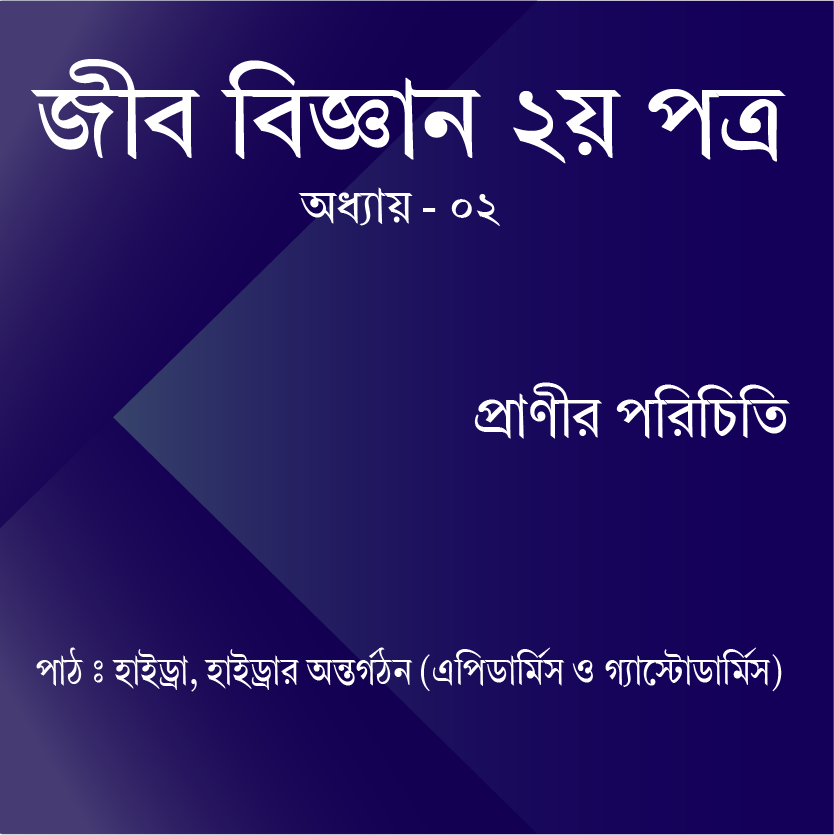 জীব বিজ্ঞান ২য় পত্র
অধ্যায় - ০২
প্রাণীর পরিচিতি
পাঠ ঃ হাইড্রা, হাইড্রার অন্তর্গঠন (এপিডার্মিস ও গ্যাস্টোডার্মিস)